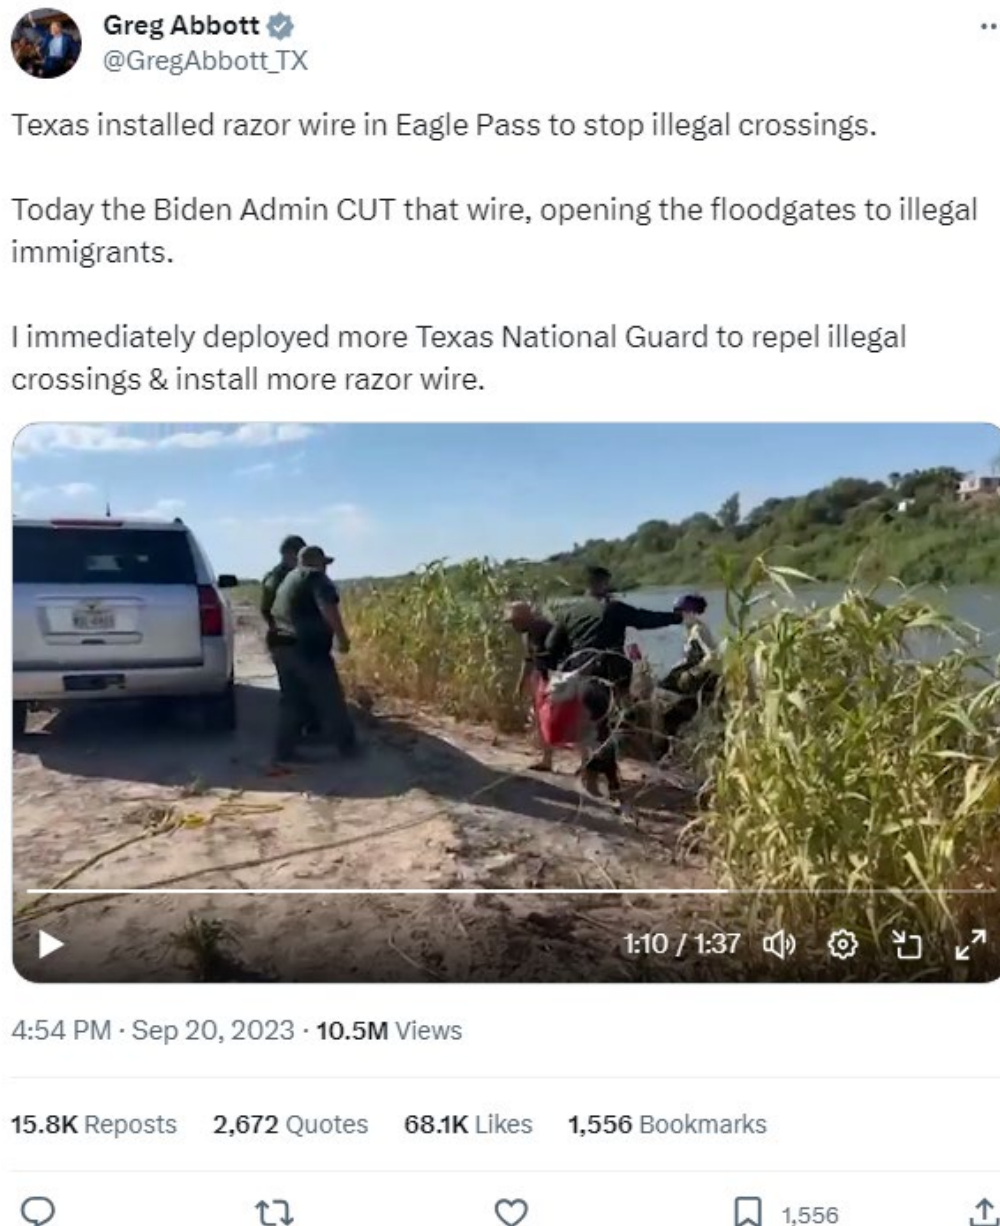 Greg Abbott
@GregAbbott_TX
Texas installed razor wire in Eagle Pass to stop illegal crossings.
Today the Biden Admin CUT that wire, opening the floodgates to illegal
immigrants.
I immediately deployed more Texas National Guard to repel illegal
crossings & install more razor wire.
1:10 / 1:37
4:54 PM · Sep 20, 2023 · 10.5M Views
15.8K Reposts 2,672 Quotes 68.1K Likes 1,556 Bookmarks
1,556